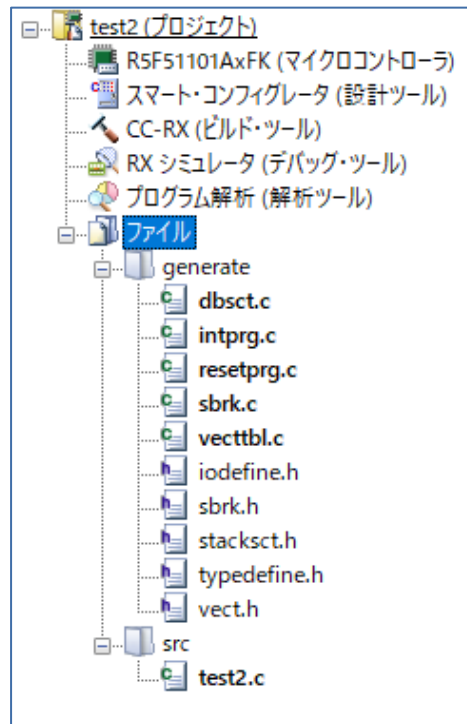 test2 (プロジェクト)
R5F51101AxFK (マイクロコントローラ)
スマート・コンフィグレータ (設計ツール)
CC-RX (ビルド・ツール)
RX シミュレータ (デバッグ・ツール)
プログラム解析 (解析ツール)
ファイル
generate
dbsct.c
intprg.c
resetprg.c
sbrk.c
vecttbl.c
iodefine.h
sbrk.h
stacksct.h
typedefine.h
vect.h
src
test2.c